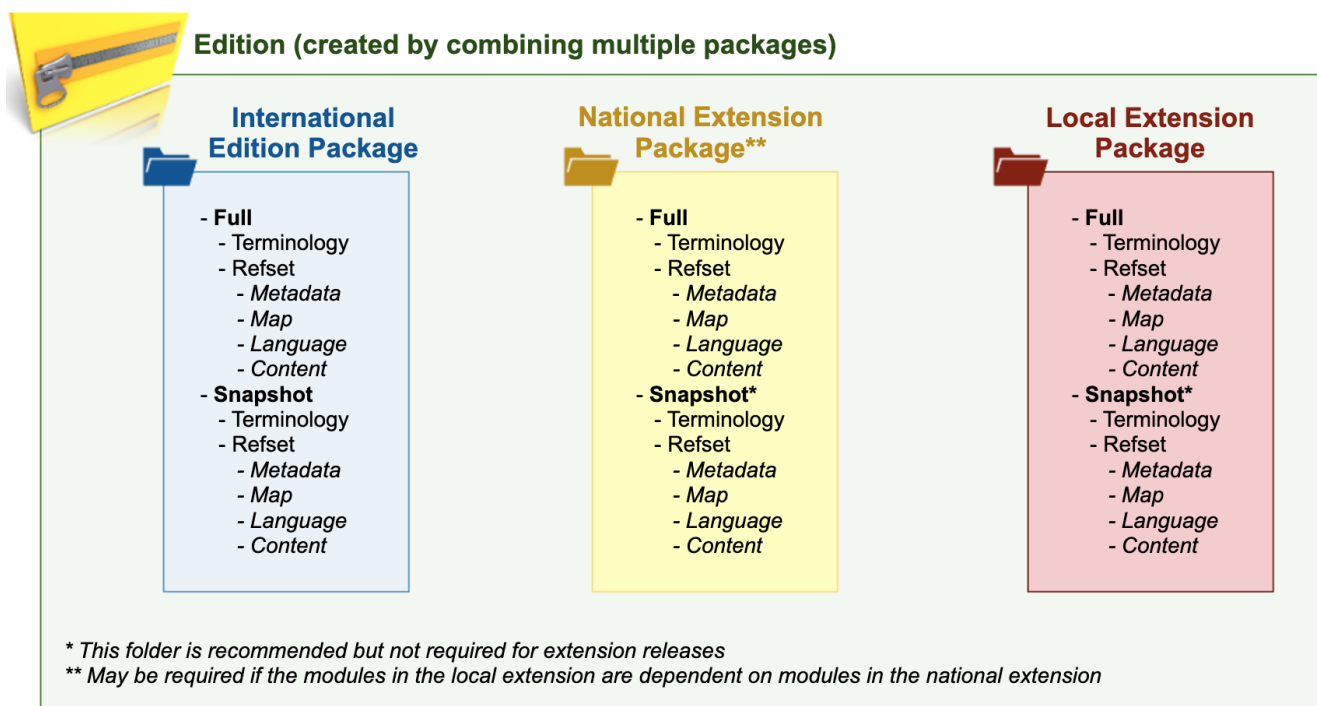 Edition (created by combining multiple packages)
International
Edition Package
- Full
- Terminology
- Refset
- Metadata
- Map
- Language
- Content
- Snapshot
- Terminology
- Refset
- Metadata
- Map
- Language
- Content
National Extension
Package**
- Full
- Terminology
- Refset
- Metadata
- Map
- Language
- Content
- Snapshot*
- Terminology
- Refset
- Metadata
- Map
- Language
- Content
Local Extension
Package
- Full
- Terminology
- Refset
- Metadata
- Map
- Language
- Content
- Snapshot*
- Terminology
- Refset
- Metadata
- Map
- Language
- Content
* This folder is recommended but not required for extension releases
** May be required if the modules in the local extension are dependent on modules in the national extension